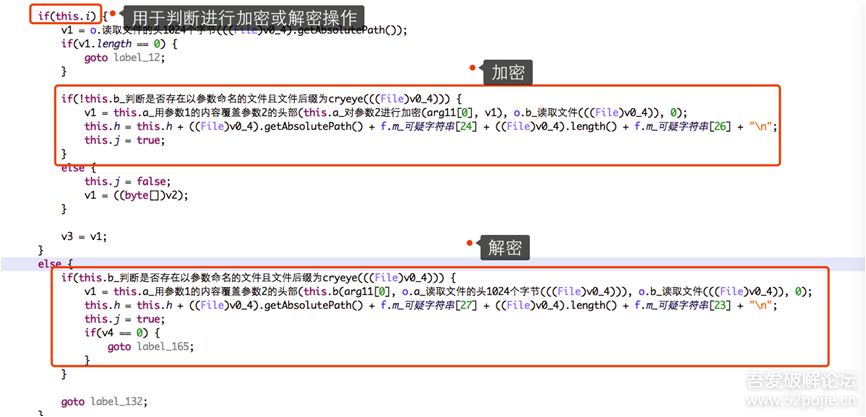 if(this.i) {
用于判断进行加密或解密操作
v1 = o.读取文件的头1024个字节(((File)v0_4).getAbsolutePath());
if(v1.length == 0) {
goto label_12;
}
加密
if(!this.b_判断是否存在以参数命名的文件且文件后缀为cryeye(((File)v0_4))) {
v1 = this.a_用参数1的内容覆盖参数2的头部(this.a_对参数2进行加密(arg11[0], v1), o.b_读取文件(((File)v0_4)), 0);
this.h = this.h + ((File)v0_4).getAbsolutePath() + f.m_可疑字符串[24] + ((File)v0_4).length() + f.m_可疑字符串[26] + "\n";
this.j = true;
}
else {
this.j = false;
v1 = ((byte[])v2);
}
v3 = v1;
}
解密
else {
if(this.b_判断是否存在以参数命名的文件且文件后缀为cryeye(((File)v0_4))) {
v1 = this.a_用参数1的内容覆盖参数2的头部(this.b(arg11[0], o.a_读取文件的头1024个字节(((File)v0_4))), o.b_读取文件(((File)v0_4)), 0);
this.h = this.h + ((File)v0_4).getAbsolutePath() + f.m_可疑字符串[27] + ((File)v0_4).length() + f.m_可疑字符串[23] + "\n";
this.j = true;
if(v4 == 0) {
goto label_165;
}
}
goto label_132;
}
吾爱破解论坛
www.52pojie.cn